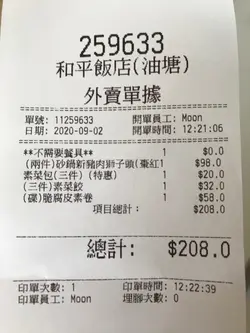 259633
和平飯店(油塘)
外賣單據
單號: 11259633 開單員工: Moon
日期: 2020-09-02 開單時間: 12:21:06
**不需要餐具** 1 $0.0
(兩件)砂鍋新豬肉獅子頭(棗紅1 $98.0
素菜包(三件) (特惠) 1 $20.0
(三件)素菜餃 1 $32.0
(碟)脆腐皮素卷 1 $58.0
項目總計: $208.0
總計: $208.0
印單次數: 1 印單時間: 12:22:39
印單員工: Moon 埋腳次數: 0